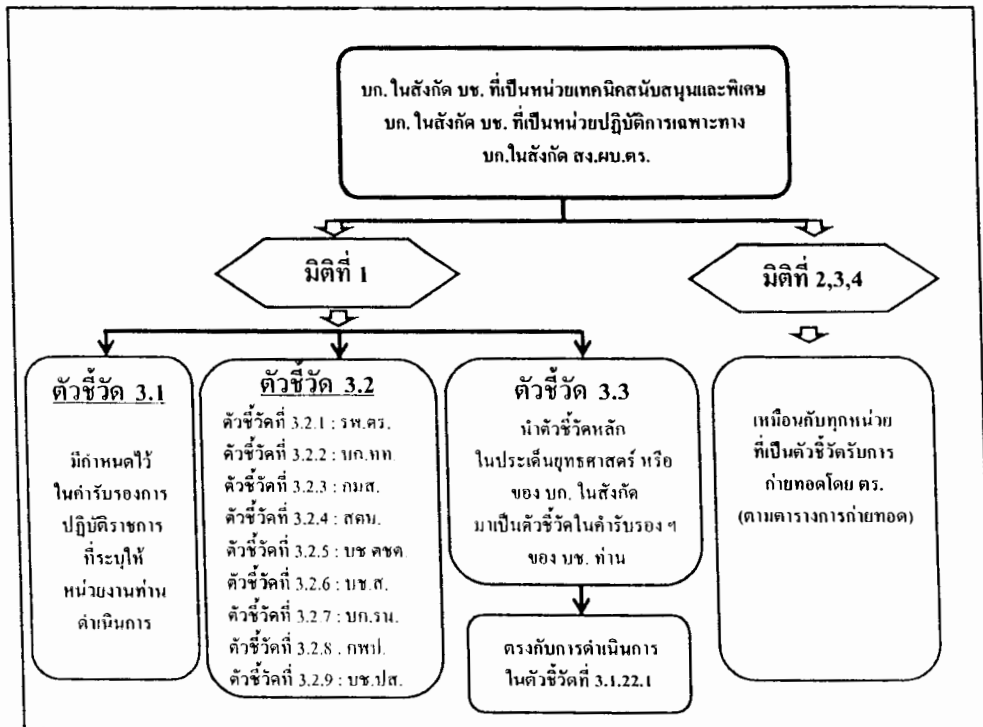 บก. ในสังกัด บช. ที่เป็นหน่วยเทคนิคสนับสนุนและพิเศษ
บก. ในสังกัด บช. ที่เป็นหน่วยปฏิบัติการเฉพาะทาง
บก.ในสังกัด สง.ผบ.ตร.
มิติที่ 1
มิติที่ 2,3,4
ตัวชี้วัด 3.1
มีกำหนดไว้
ในคำรับรองการ
ปฏิบัติราชการ
ที่ระบุให้
หน่วยงานท่าน
ดำเนินการ
ตัวชี้วัด 3.2
ตัวชี้วัดที่ 3.2.1 : รพ.ตร.
ตัวชี้วัดที่ 3.2.2 : บก.ทท.
ตัวชี้วัดที่ 3.2.3 : กมส.
ตัวชี้วัดที่ 3.2.4 : สตม.
ตัวชี้วัดที่ 3.2.5 : บช ตชด.
ตัวชี้วัดที่ 3.2.6 : บช.ส.
ตัวชี้วัดที่ 3.2.7 : บก.รน.
ตัวชี้วัดที่ 3.2.8 .
ตัวชี้วัดที่ 3.2.9 : บช.ปส.
ตัวชี้วัด 3.3
นำตัวชี้วัดหลัก
ในประเด็นยุทธศาสตร์ หรือ
ของ บก. ในสังกัด
มาเป็นตัวชี้วัดในคำรับรอง ฯ
ของ บช. ท่าน
ตรงกับการดำเนินการ
ในตัวชี้วัดที่ 3.1.22.1
เหมือนกับทุกหน่วย
ที่เป็นตัวชี้วัดรับการ
ถ่ายทอดโดย ตร.
(ตามตารางการถ่ายทอด)